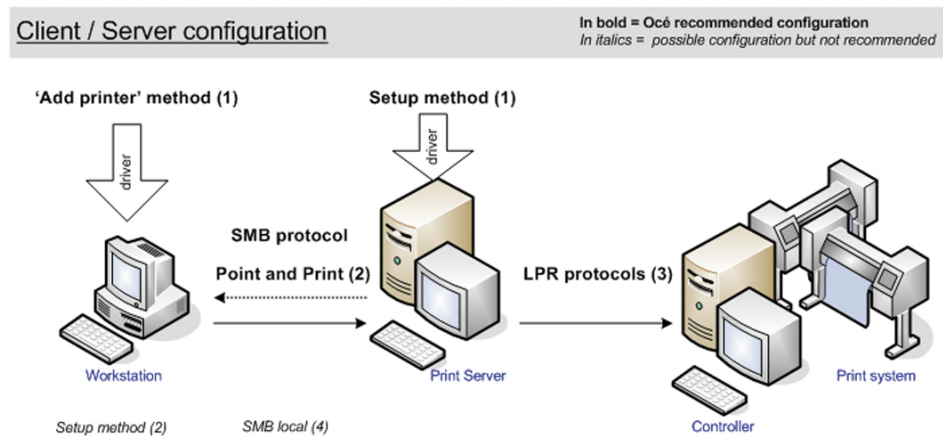 Client / Server configuration
In bold = Océ recommended configuration
In italics = possible configuration but not recommended
‘Add printer’ method (1)
Setup method (1)
driver
driver
SMB protocol
Point and Print (2)
LPR protocols (3)
Workstation
Print Server
Print system
Controller
Setup method (2)
SMB local (4)